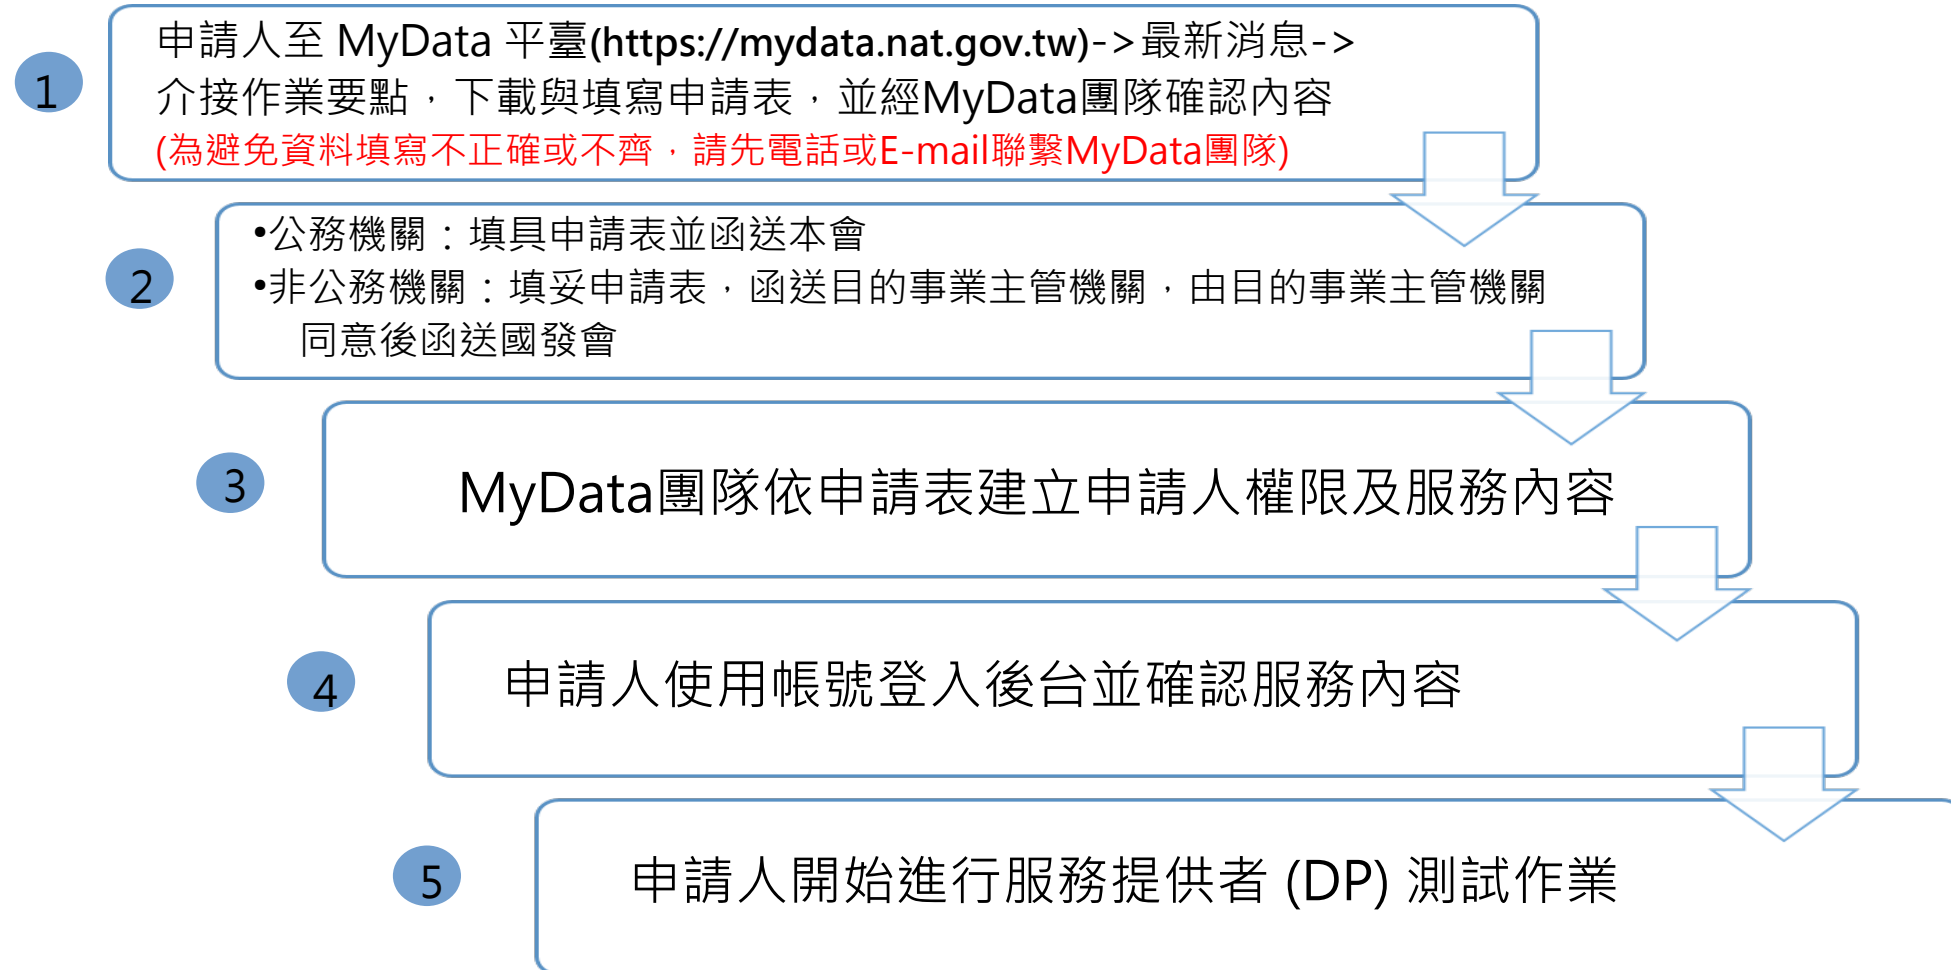 1
申請人至 MyData 平臺(https://mydata.nat.gov.tw)->最新消息->
介接作業要點，下載與填寫申請表，並經MyData團隊確認內容
(為避免資料填寫不正確或不齊，請先電話或E-mail聯繫MyData團隊)
2
•公務機關：填具申請表並函送本會
•非公務機關：填妥申請表，函送目的事業主管機關，由目的事業主管機關
同意後函送國發會
3
MyData團隊依申請表建立申請人權限及服務內容
4
申請人使用帳號登入後台並確認服務內容
5
申請人開始進行服務提供者 (DP) 測試作業